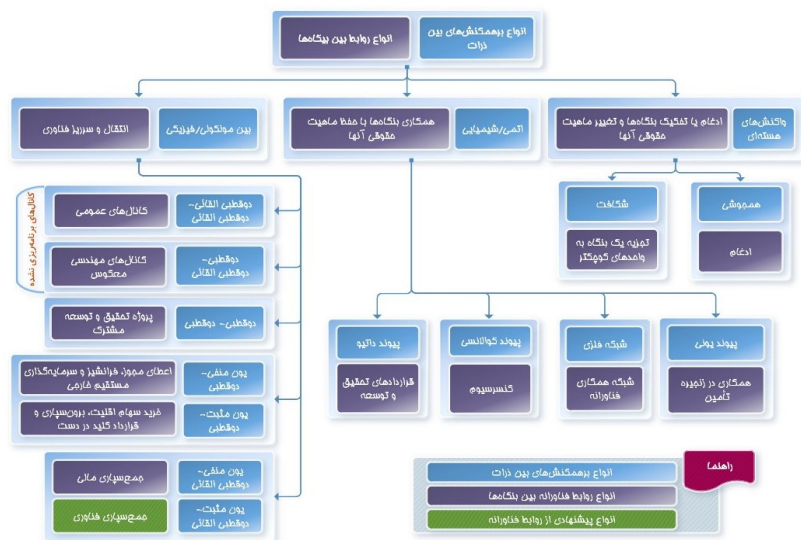 انواع برهمکنش‌های بین
ذرات
انواع روابط بین بنگاه‌ها
واکنش‌های
هسته‌ای
ادغام یا تفکیک بنگاه‌ها و تغییر ماهیت
حقوقی آنها
اتمی/شیمیایی
همکاری بنگاه‌ها با حفظ ماهیت
حقوقی آنها
بین مولکولی/فیزیکی
انتقال و سرریز فناوری
همجوشی
ادغام
شکافت
تجزیه یک بنگاه به
واحدهای کوچکتر
پیوند یونی
همکاری در زنجیره
تأمین
شبکه فلزی
شبکه همکاری
فناورانه
پیوند کووالانسی
کنسرسیوم
پیوند داتیو
قراردادهای تحقیق
و توسعه
کانال‌های برنامه‌ریزی نشده
دوقطبی القائی-
دوقطبی القائی
کانال‌های عمومی
دوقطبی-
دوقطبی القائی
کانال‌های مهندسی
معکوس
دوقطبی- دوقطبی
پروژه تحقیق و توسعه
مشترک
یون منفی-
دوقطبی
اعطای مجوز، فرانشیز و سرمایه‌گذاری
مستقیم خارجی
یون مثبت-
دوقطبی
خرید سهام اقلیت، برون‌سپاری و
قرارداد کلید در دست
یون منفی-
دوقطبی القائی
جمع‌سپاری مالی
یون مثبت-
دوقطبی القائی
جمع‌سپاری فناوری
راهنما
انواع برهمکنش‌های بین ذرات
انواع روابط فناورانه بین بنگاه‌ها
انواع پیشنهادی از روابط فناورانه